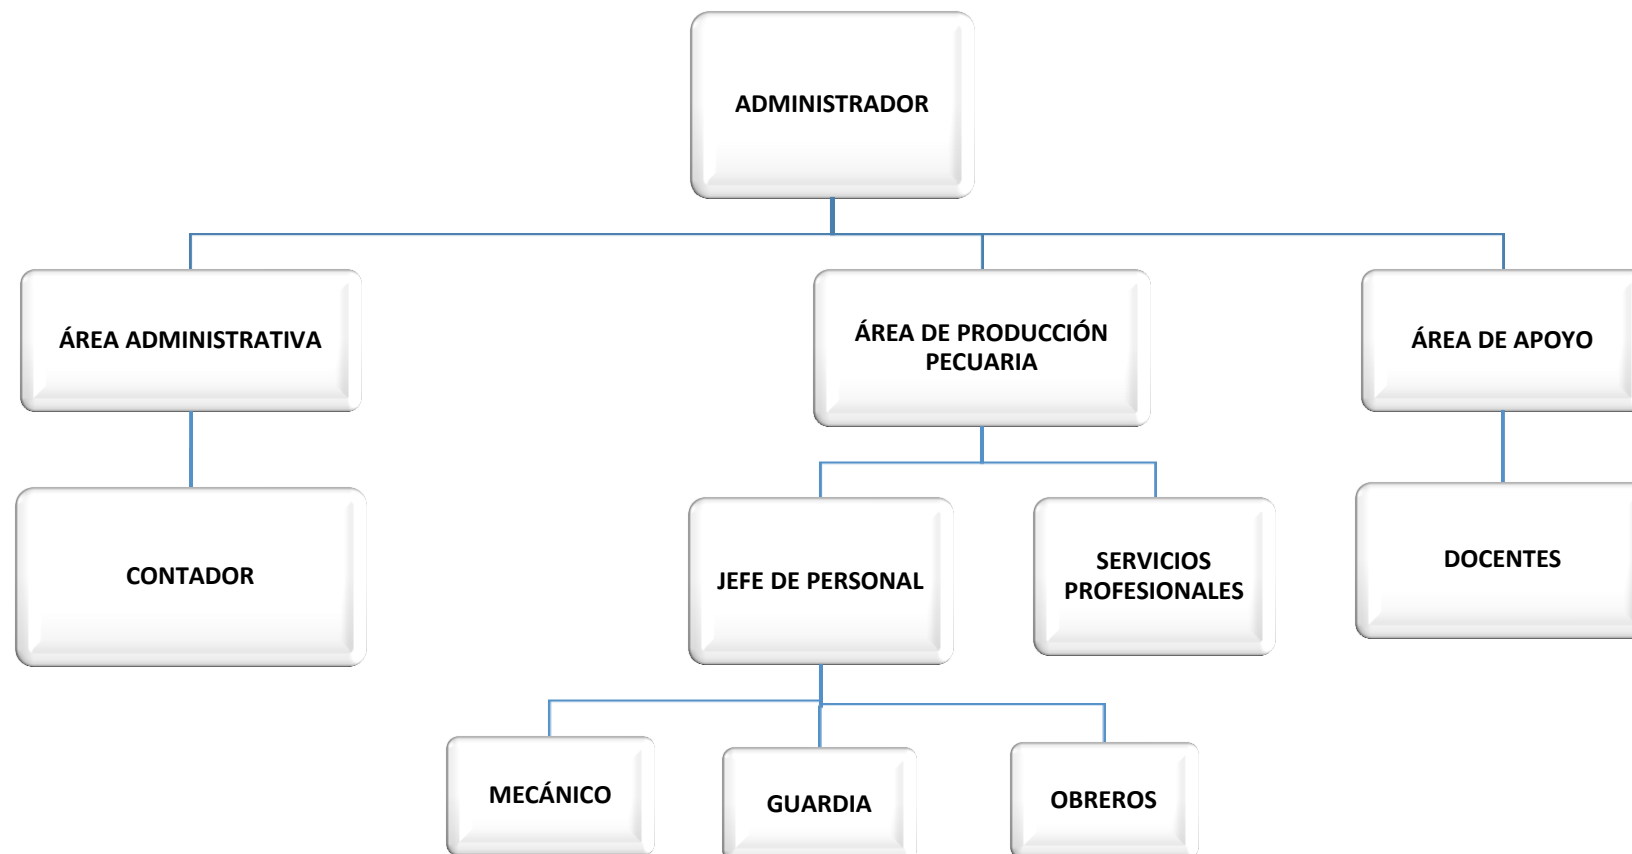 ADMINISTRADOR
ÁREA ADMINISTRATIVA
ÁREA DE PRODUCCIÓN
PECUARIA
ÁREA DE APOYO
CONTADOR
JEFE DE PERSONAL
SERVICIOS
PROFESIONALES
DOCENTES
MECÁNICO
GUARDIA
OBREROS